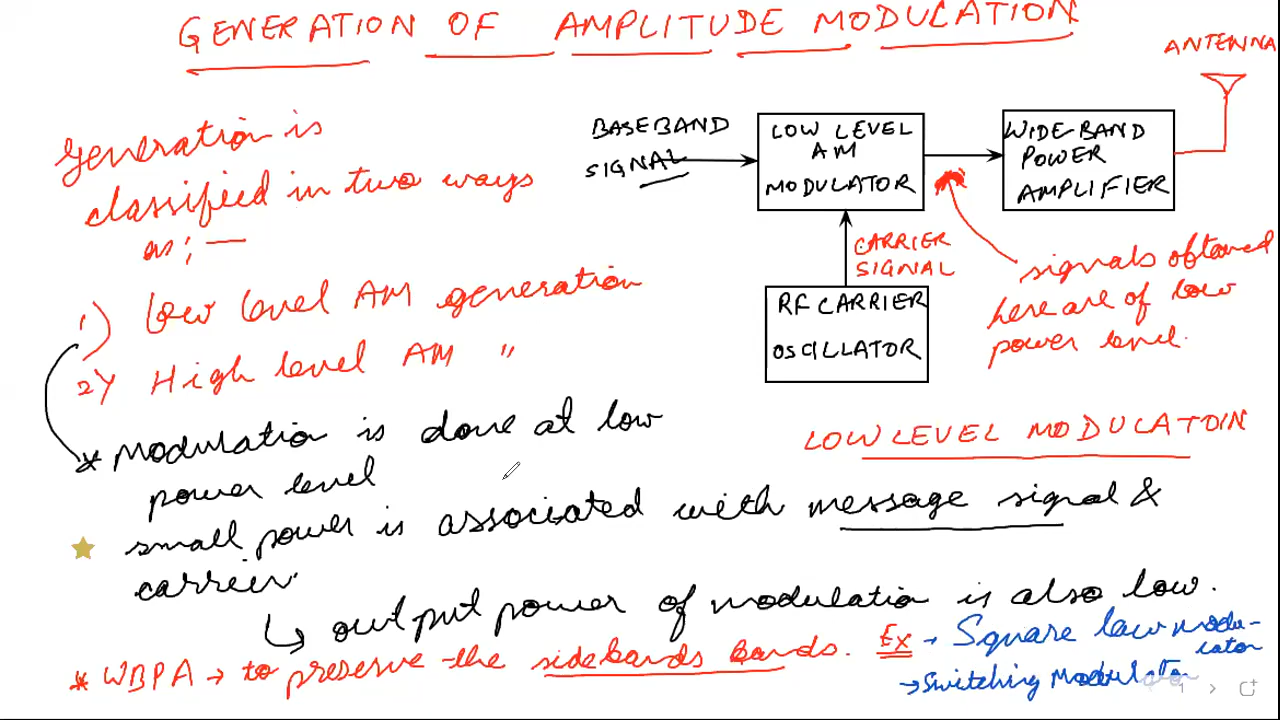 GENERATION OF AMPLITUDE MODULATION
ANTENNA
Generation is
classified in two ways
as; —
1) Low level AM generation
2) High level AM "
BASEBAND
SIGNAL
LOW LEVEL
AM
MODULATOR
WIDE BAND
POWER
AMPLIFIER
CARRIER
SIGNAL
RF CARRIER
OSCILLATOR
signals obtained
here are of low
power level.
* Modulation is done at low
power level
LOW LEVEL MODULATOIN
small power is associated with message signal &
carrier.
↳ output power of modulation is also low.
* WBPA → to preserve the sidebands bands.
Ex → Square law modu-
lator
→ Switching Modulator
1